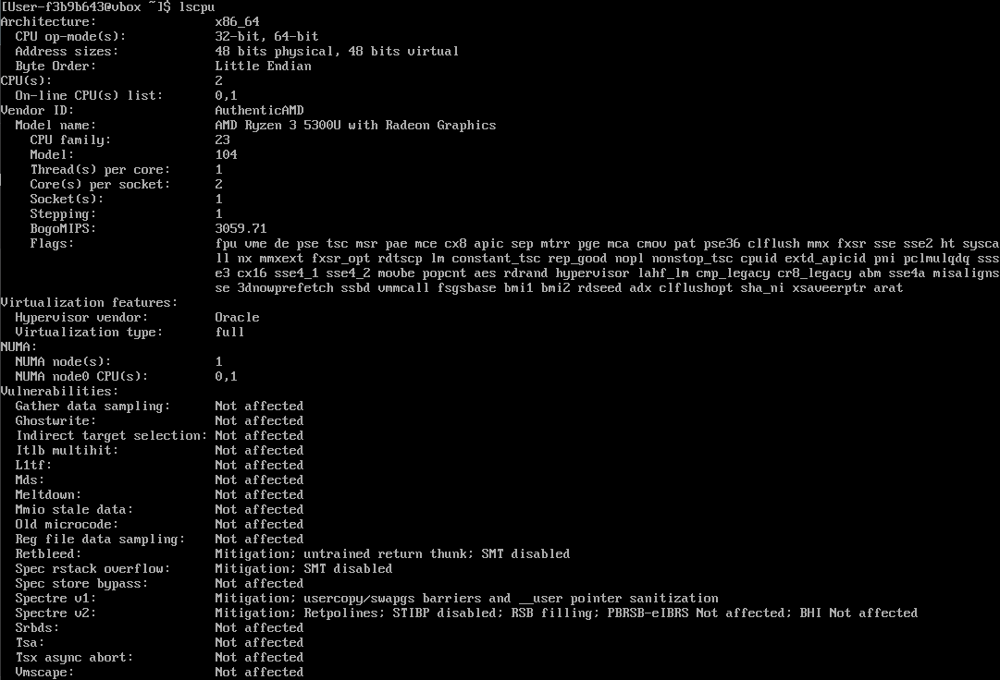 [User-f3b9b643@vbox ~]$ lscpu
Architecture:                x86_64
  CPU op-mode(s):            32-bit, 64-bit
  Address sizes:             48 bits physical, 48 bits virtual
  Byte Order:                Little Endian
CPU(s):                      2
  On-line CPU(s) list:       0,1
Vendor ID:                   AuthenticAMD
  Model name:                AMD Ryzen 3 5300U with Radeon Graphics
    CPU family:              23
    Model:                   104
    Thread(s) per core:      1
    Core(s) per socket:      2
    Socket(s):               1
    Stepping:                1
    BogoMIPS:                3059.71
    Flags:                   fpu vme de pse tsc msr pae mce cx8 apic sep mtrr pge mca cmov pat pse36 clflush mmx fxsr sse sse2 ht sysca
                             ll nx mmxext fxsr_opt rdtscp lm constant_tsc rep_good nopl nonstop_tsc cpuid extd_apicid pni pclmulqdq sss
                             e3 cx16 sse4_1 sse4_2 movbe popcnt aes rdrand hypervisor lahf_lm cmp_legacy cr8_legacy abm sse4a misaligns
                             se 3dnowprefetch ssbd vmmcall fsgsbase bmi1 bmi2 rdseed adx clflushopt sha_ni xsaveerptr arat
Virtualization features:
  Hypervisor vendor:         Oracle
  Virtualization type:       full
NUMA:
  NUMA node(s):              1
  NUMA node0 CPU(s):         0,1
Vulnerabilities:
  Gather data sampling:      Not affected
  Ghostwrite:                Not affected
  Indirect target selection: Not affected
  Itlb multihit:             Not affected
  L1tf:                      Not affected
  Mds:                       Not affected
  Meltdown:                  Not affected
  Mmio stale data:           Not affected
  Old microcode:             Not affected
  Reg file data sampling:    Not affected
  Retbleed:                  Mitigation; untrained return thunk; SMT disabled
  Spec rstack overflow:      Mitigation; SMT disabled
  Spec store bypass:         Not affected
  Spectre v1:                Mitigation; usercopy/swapgs barriers and __user pointer sanitization
  Spectre v2:                Mitigation; Retpolines; STIBP disabled; RSB filling; PBRSB-eIBRS Not affected; BHI Not affected
  Srbds:                     Not affected
  Tsa:                       Not affected
  Tsx async abort:           Not affected
  Vmscape:                   Not affected